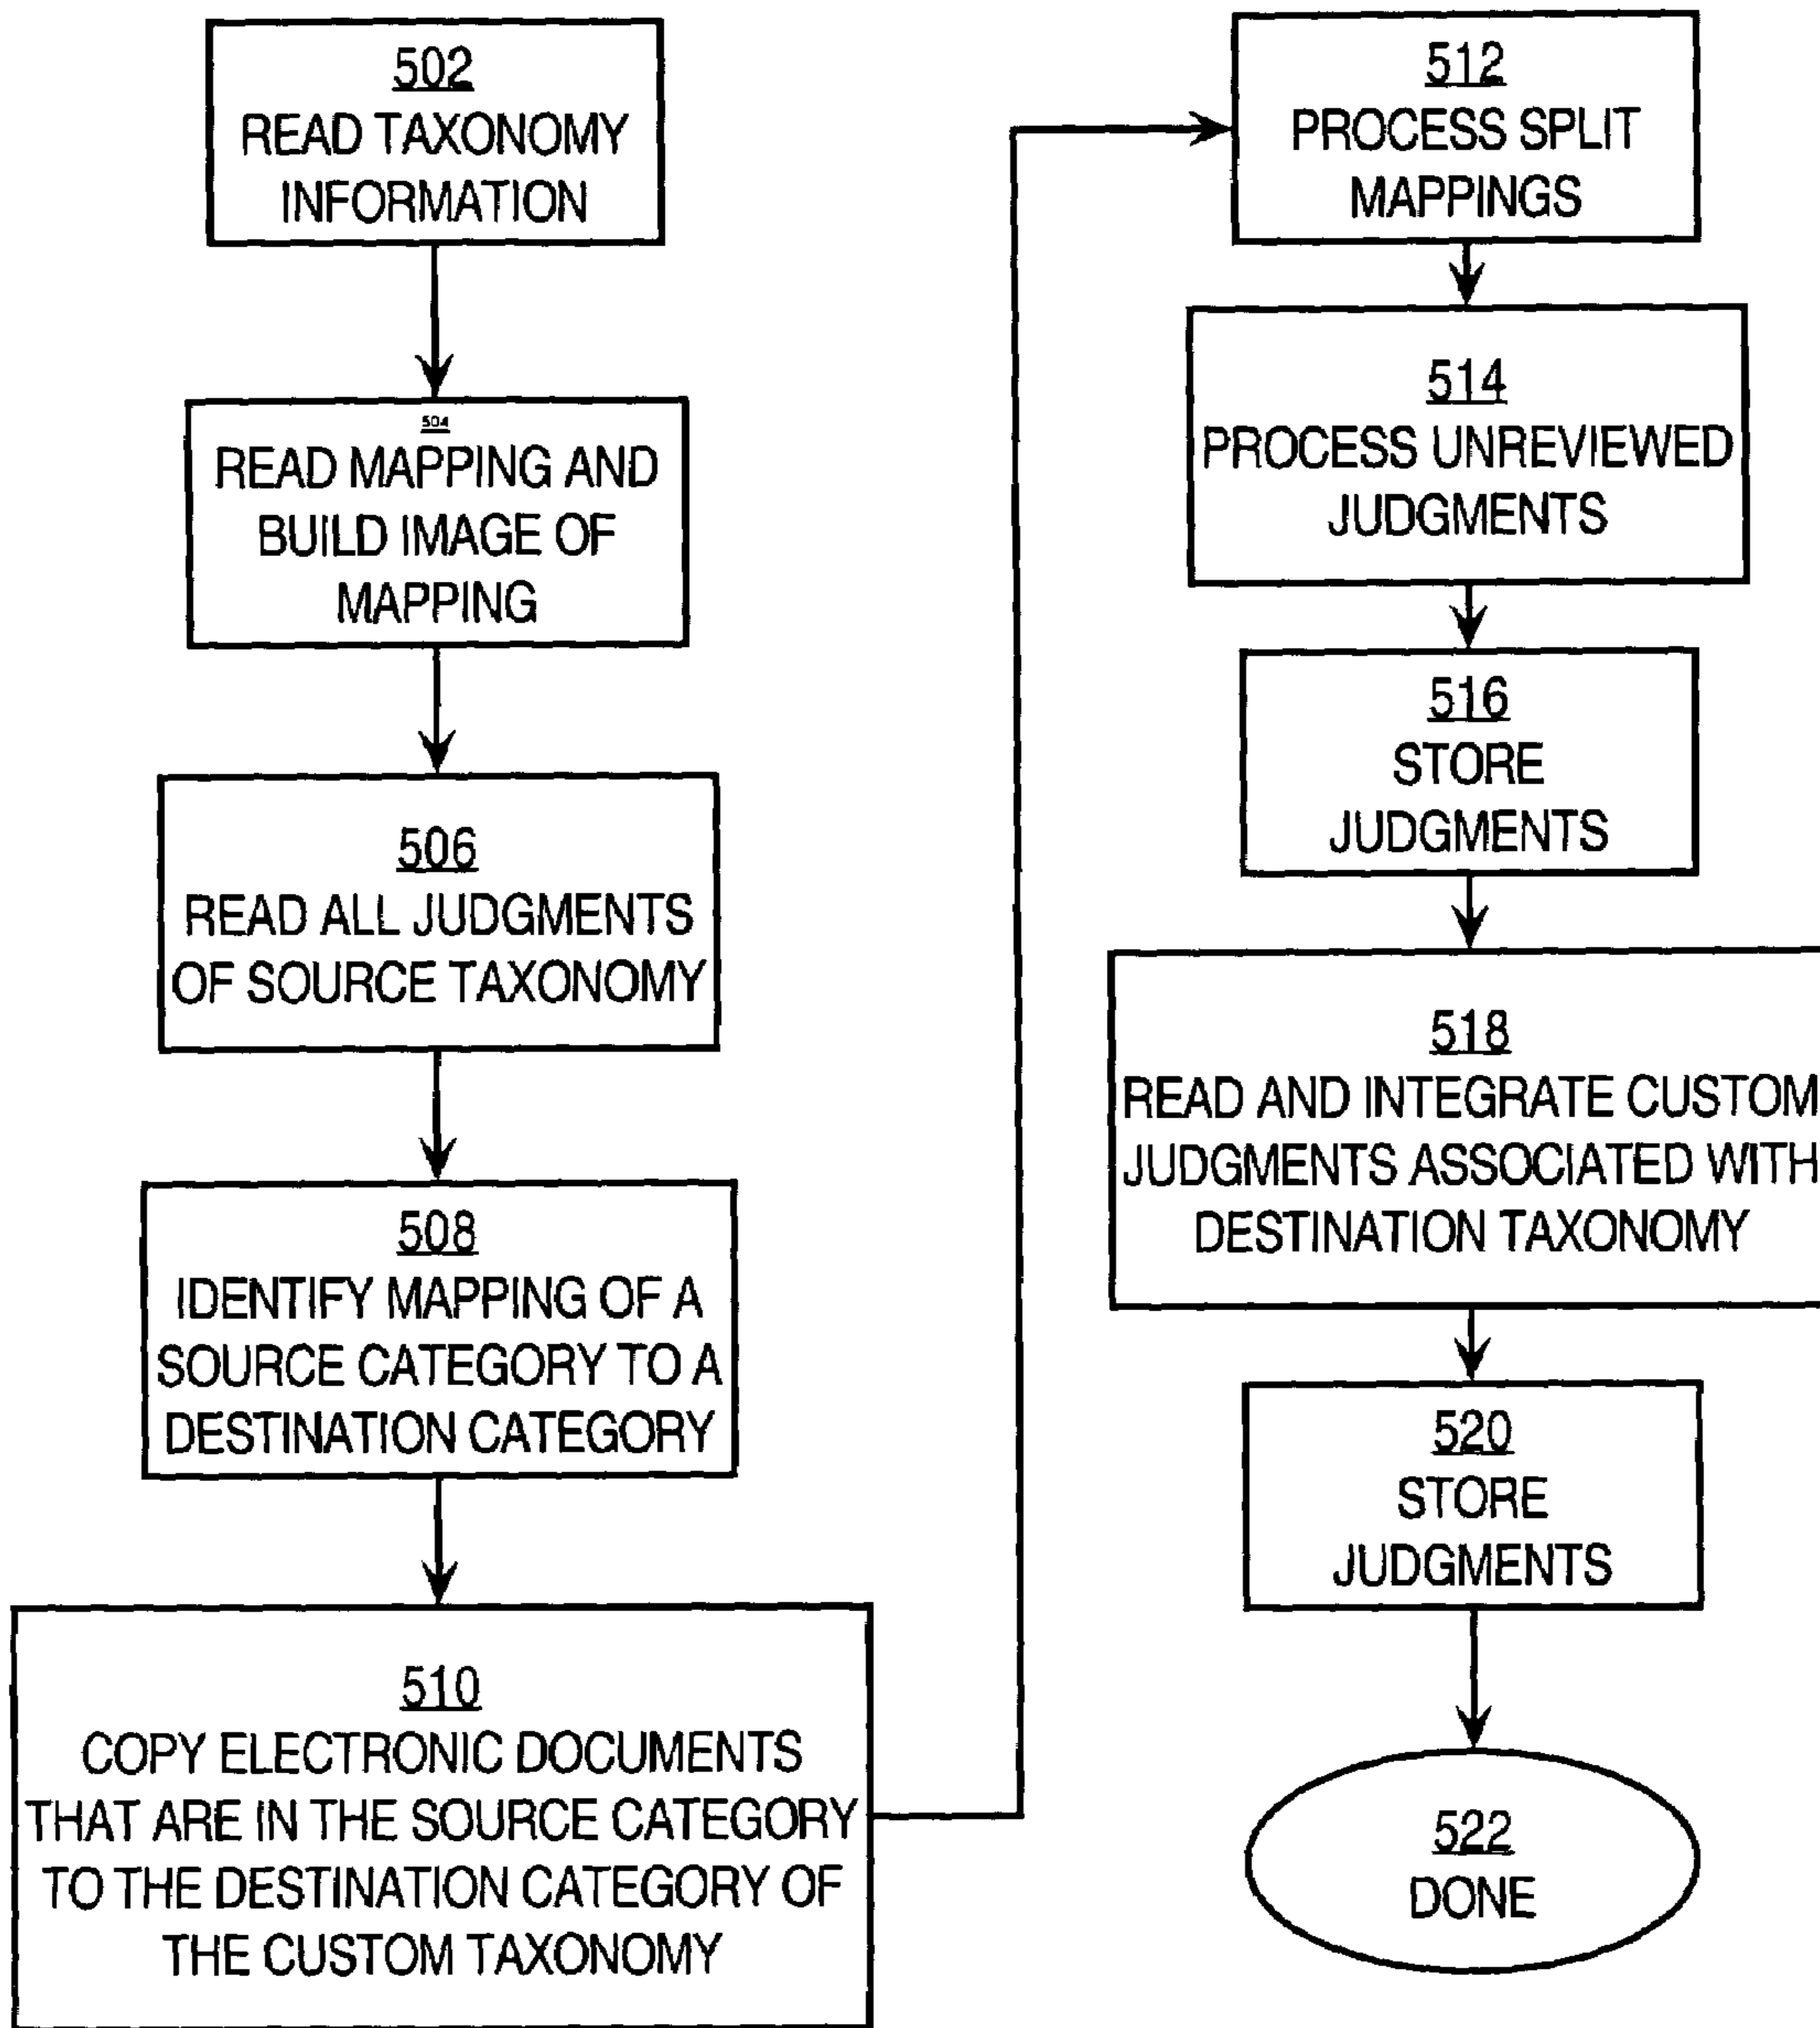 502
READ TAXONOMY
INFORMATION
504
READ MAPPING AND
BUILD IMAGE OF
MAPPING
506
READ ALL JUDGMENTS
OF SOURCE TAXONOMY
508
IDENTIFY MAPPING OF A
SOURCE CATEGORY TO A
DESTINATION CATEGORY
510
COPY ELECTRONIC DOCUMENTS
THAT ARE IN THE SOURCE CATEGORY
TO THE DESTINATION CATEGORY OF
THE CUSTOM TAXONOMY
512
PROCESS SPLIT
MAPPINGS
514
PROCESS UNREVIEWED
JUDGMENTS
516
STORE
JUDGMENTS
518
READ AND INTEGRATE CUSTOM
JUDGMENTS ASSOCIATED WITH
DESTINATION TAXONOMY
520
STORE
JUDGMENTS
522
DONE